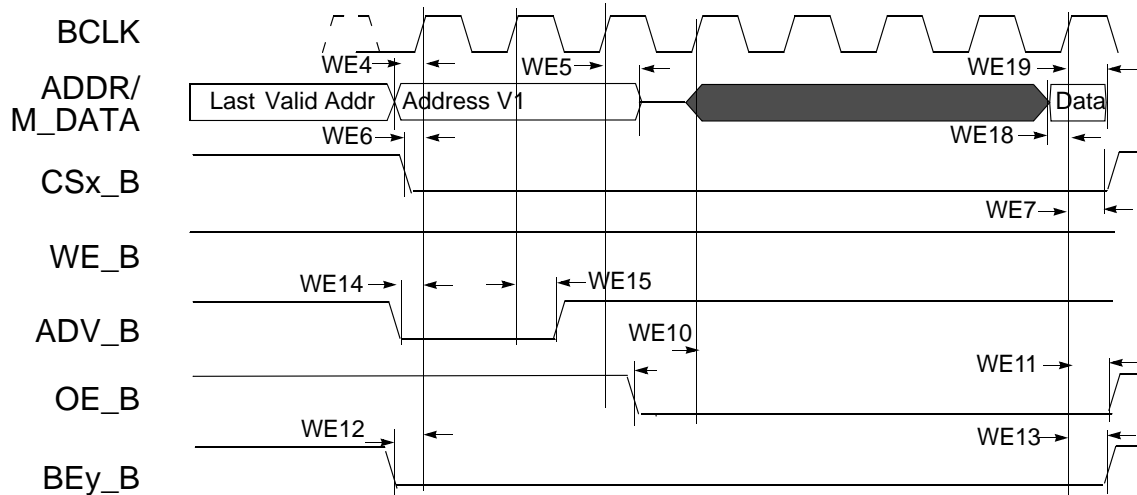 BCLK
WE4
WE5
WE19
ADDR/
M_DATA
Last Valid Addr
Address V1
Data
WE6
WE18
CSx_B
WE7
WE_B
WE14
WE15
ADV_B
WE10
WE11
OE_B
WE12
WE13
BEy_B